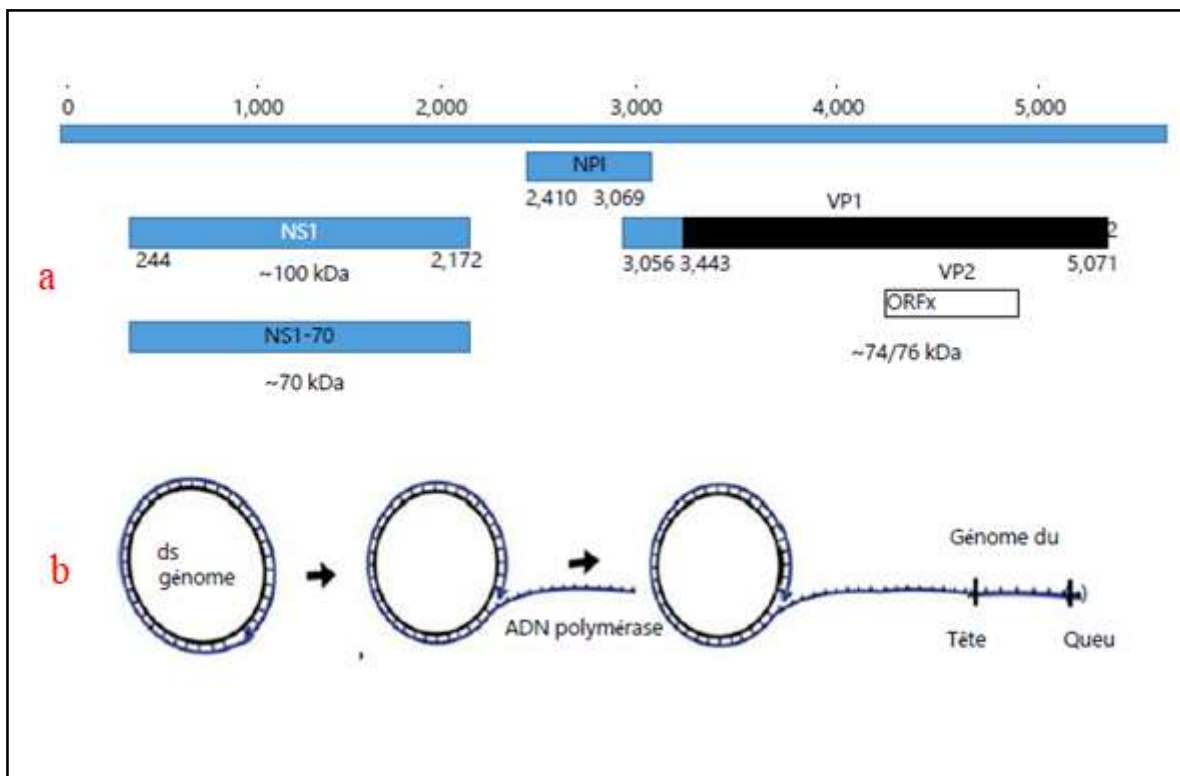 0 1,000 2,000 3,000 4,000 5,000
NPI
2,410 3,069
VP1
NS1
2
244 2,172
3,056 3,443 5,071
~100 kDa
VP2
a
ORFx
NS1-70
~74/76 kDa
~70 kDa
b
ds
génome
Génome du
ADN polymérase
Tête Queu